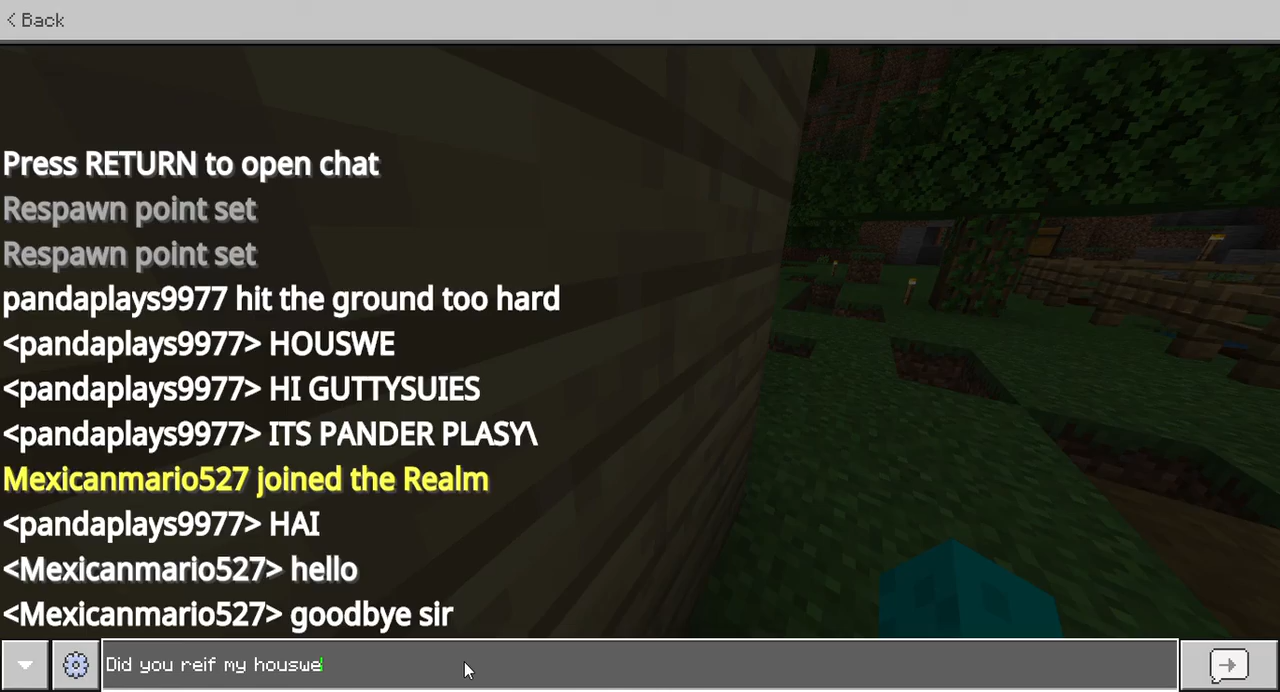 < Back
Press RETURN to open chat
Respawn point set
Respawn point set
pandaplays9977 hit the ground too hard
<pandaplays9977> HOUSWE
<pandaplays9977> HI GUTTYSUIES
<pandaplays9977> ITS PANDER PLASY\
Mexicanmario527 joined the Realm
<pandaplays9977> HAI
<Mexicanmario527> hello
<Mexicanmario527> goodbye sir
Did you reif my houswe